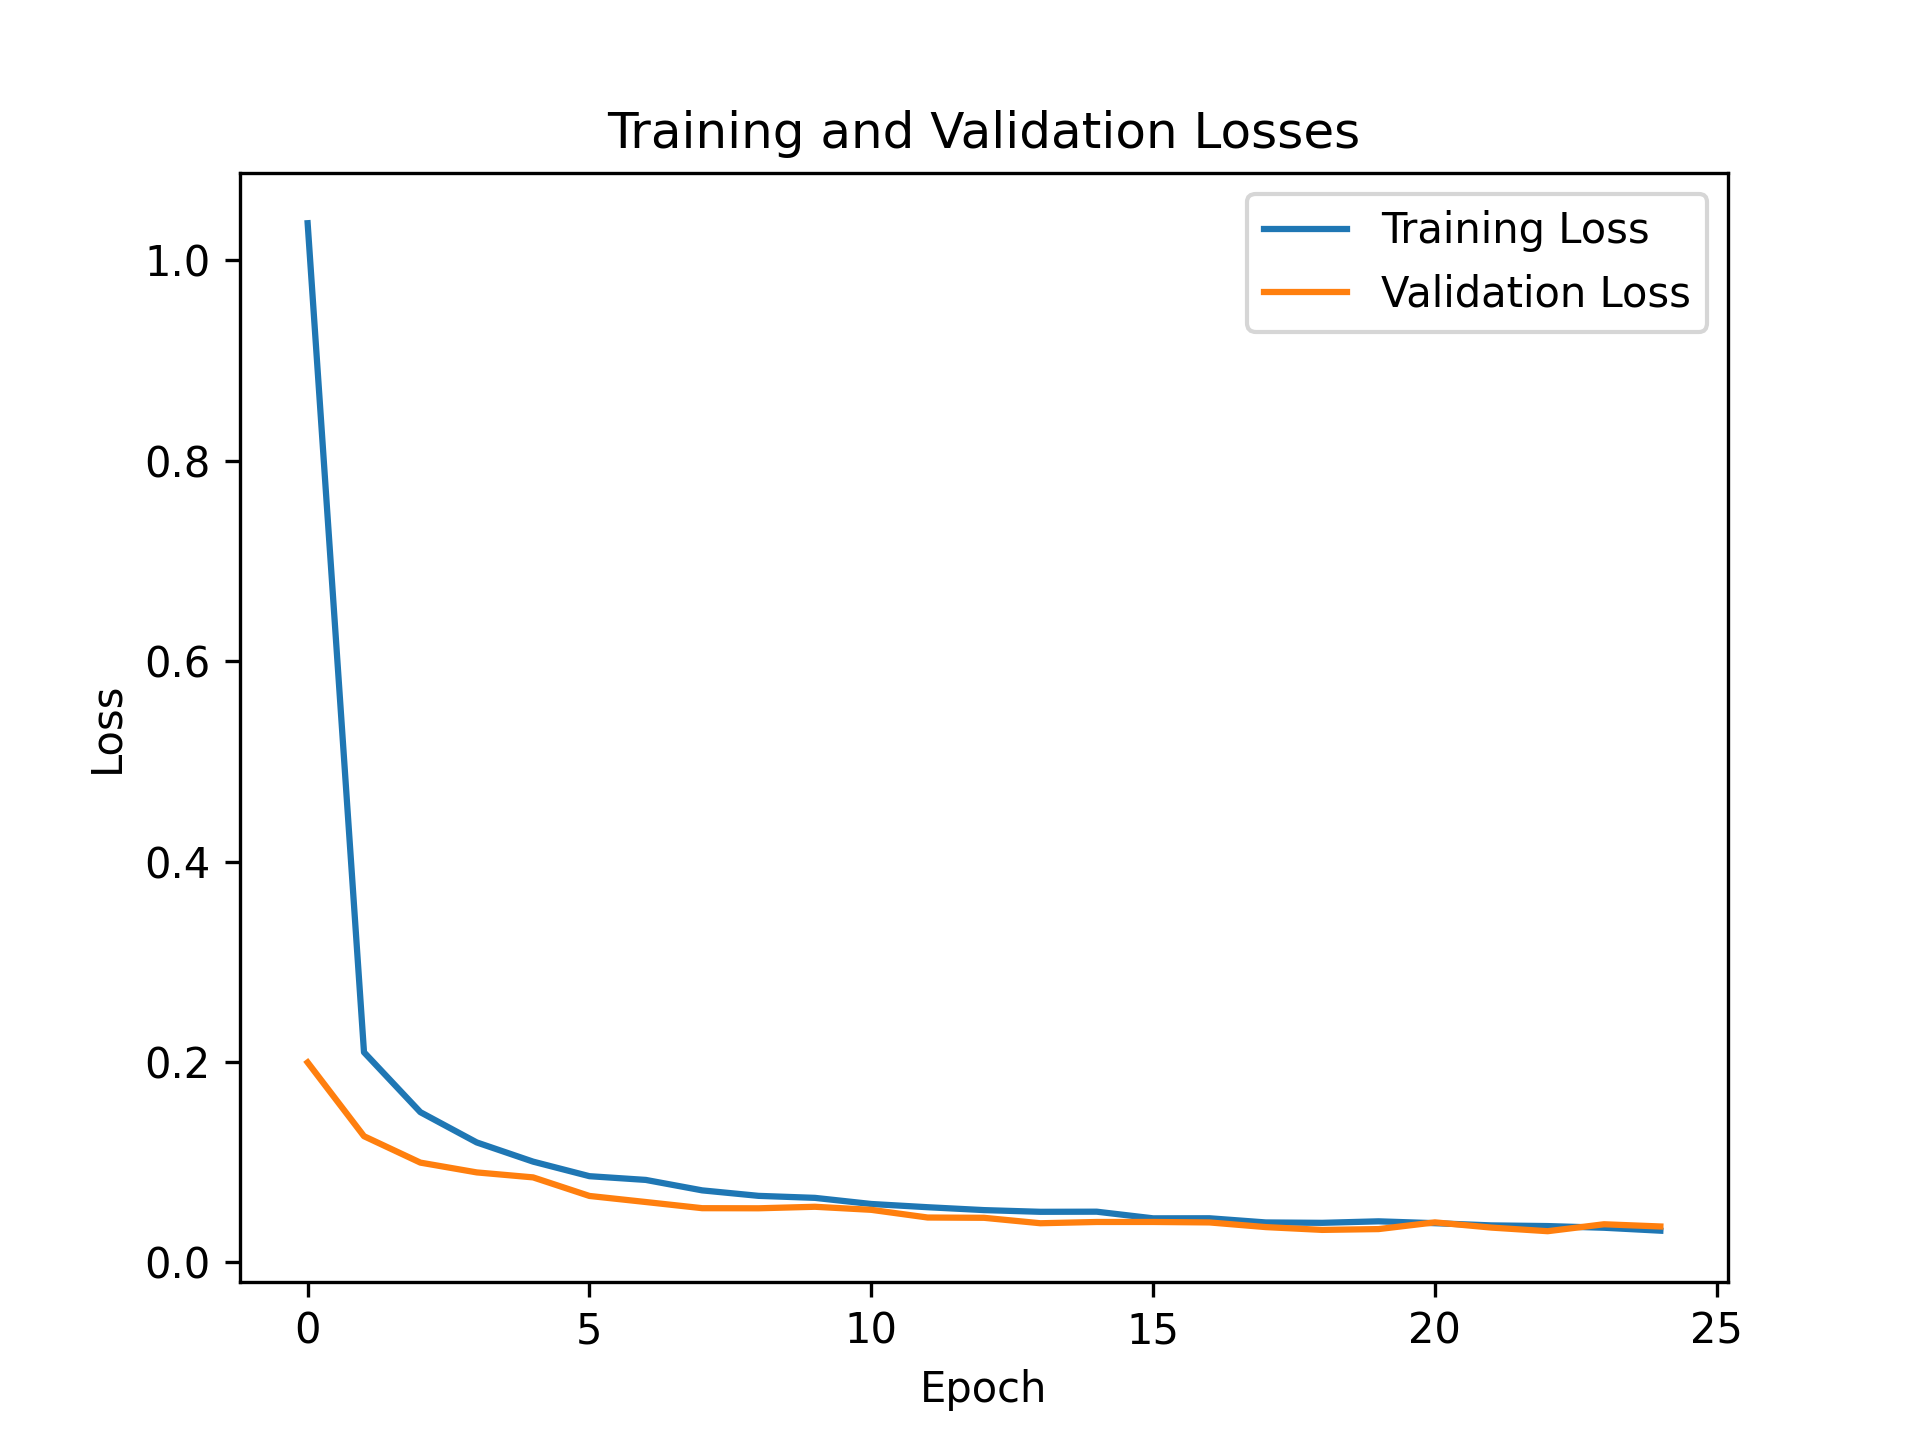 Training and Validation Losses
Training Loss
Validation Loss
1.0
0.8
0.6
0.4
0.2
0.0
Loss
0 5 10 15 20 25
Epoch